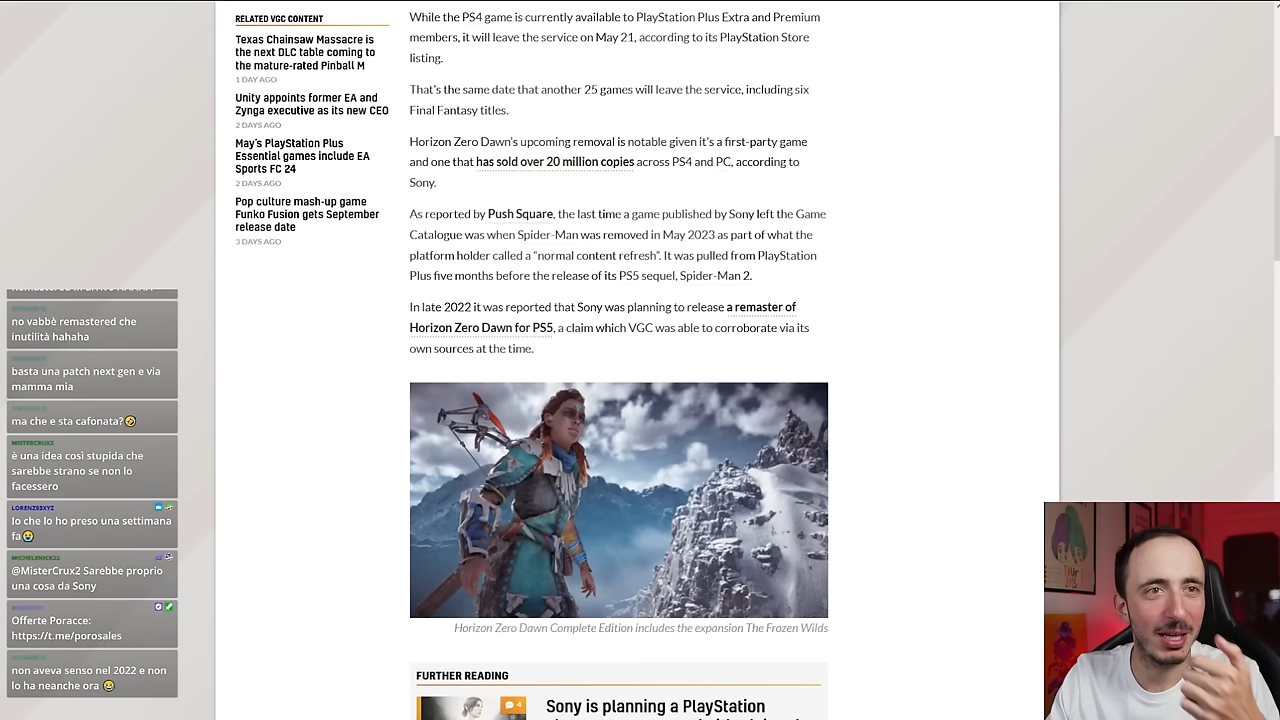 RELATED VGC CONTENT
Texas Chainsaw Massacre is
the next DLC table coming to
the mature-rated Pinball M
1 DAY AGO
Unity appoints former EA and
Zynga executive as its new CEO
2 DAYS AGO
May's PlayStation Plus
Essential games include EA
Sports FC 24
2 DAYS AGO
Pop culture mash-up game
Funko Fusion gets September
release date
3 DAYS AGO
While the PS4 game is currently available to PlayStation Plus Extra and Premium
members, it will leave the service on May 21, according to its PlayStation Store
listing.
That's the same date that another 25 games will leave the service, including six
Final Fantasy titles.
Horizon Zero Dawn's upcoming removal is notable given it's a first-party game
and one that has sold over 20 million copies across PS4 and PC, according to
Sony.
As reported by Push Square, the last time a game published by Sony left the Game
Catalogue was when Spider-Man was removed in May 2023 as part of what the
platform holder called a "normal content refresh". It was pulled from PlayStation
Plus five months before the release of its PS5 sequel, Spider-Man 2.
In late 2022 it was reported that Sony was planning to release a remaster of
Horizon Zero Dawn for PS5, a claim which VGC was able to corroborate via its
own sources at the time.
Horizon Zero Dawn Complete Edition includes the expansion The Frozen Wilds
FURTHER READING
4
Sony is planning a PlayStation
no vabbè remastered che
inutilità hahaha
basta una patch next gen e via
mamma mia
ma che e sta cafonata?🤣
MISTERCRUX2
è una idea così stupida che
sarebbe strano se non lo
facessero
LORENZ93XYZ
Io che lo ho preso una settimana
fa😭
MICHELENICK22
@MisterCrux2 Sarebbe proprio
una cosa da Sony
Offerte Poracce:
https://t.me/porosales
non aveva senso nel 2022 e non
lo ha neanche ora 😅